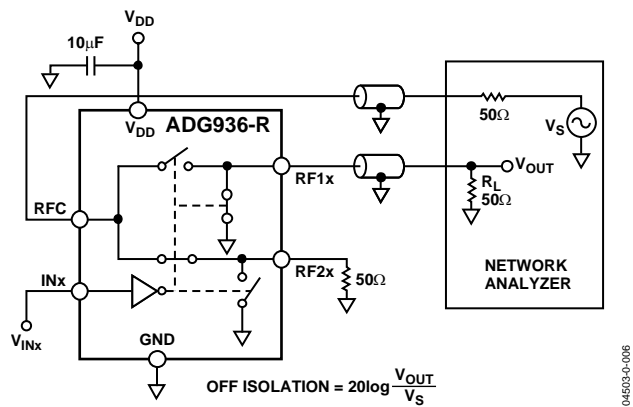 VDD
10µF
VDD
ADG936-R
50Ω
VS
VOUT
RF1x
RL
50Ω
RFC
RF2x
50Ω
INx
NETWORK
ANALYZER
VINx
GND
OFF ISOLATION = 20log VOUT
VS
04503-0-006